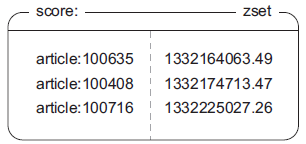 score: zset
article:100635 1332164063.49
article:100408 1332174713.47
article:100716 1332225027.26